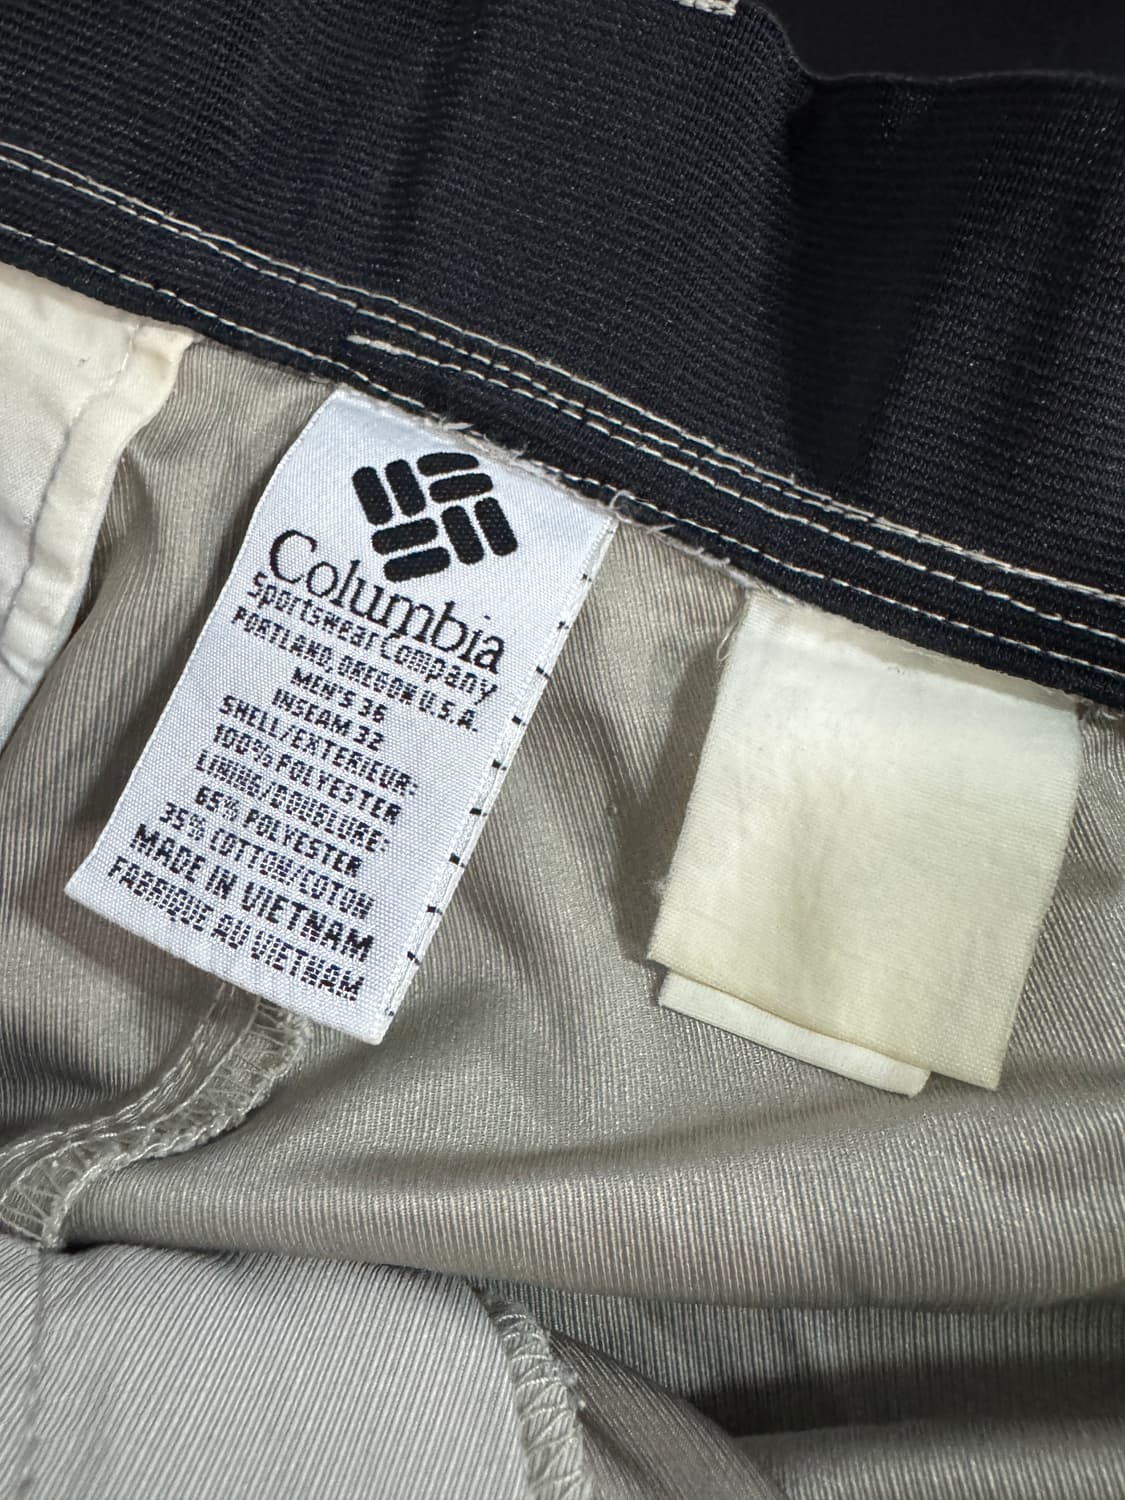 Columbia
Sportswear Company
PORTLAND, OREGON U.S.A.
MEN'S 36
INSEAM 32
SHELL/EXTERIEUR:
100% POLYESTER
LINING/DOUBLURE:
65% POLYESTER
35% COTTON/COTON
MADE IN VIETNAM
FABRIQUE AU VIETNAM